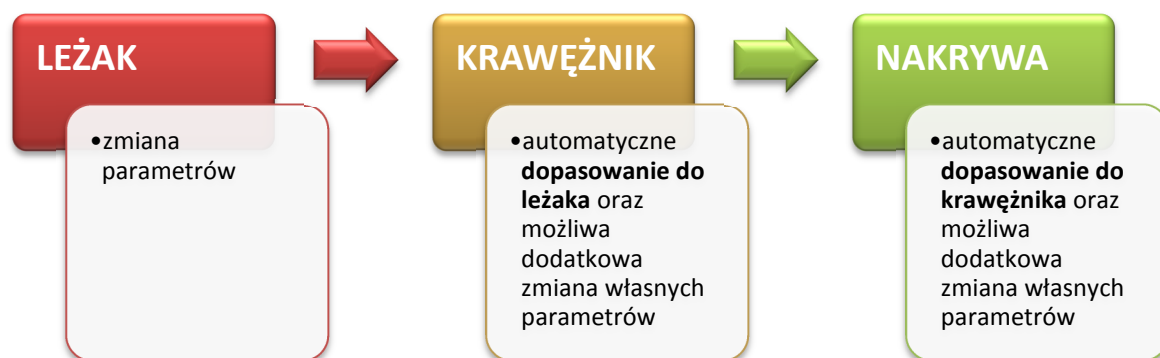 LEŻAK
•zmiana
parametrów
KRAWĘŻNIK
•automatyczne
dopasowanie do
leżaka oraz
możliwa
dodatkowa
zmiana własnych
parametrów
NAKRYWA
•automatyczne
dopasowanie do
krawężnika oraz
możliwa
dodatkowa
zmiana własnych
parametrów